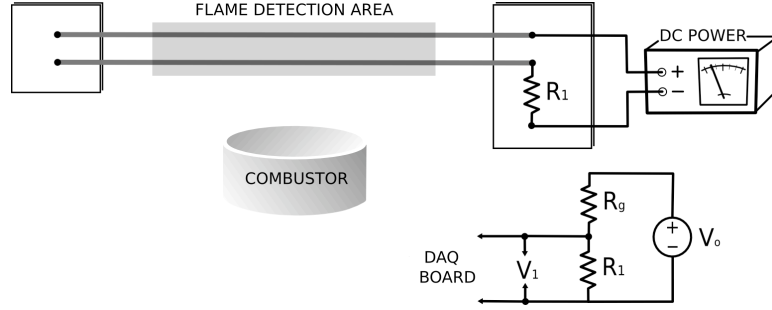 FLAME DETECTION AREA
DC POWER
+
−
R1
COMBUSTOR
Rg
+
−
Vo
DAQ
BOARD
V1
R1